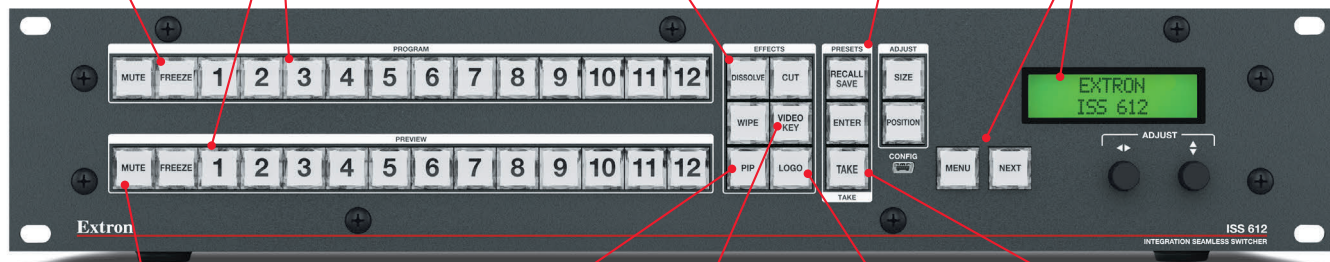 PROGRAM
MUTE FREEZE 1 2 3 4 5 6 7 8 9 10 11 12
PREVIEW
MUTE FREEZE 1 2 3 4 5 6 7 8 9 10 11 12
EFFECTS
DISSOLVE CUT
WIPE VIDEO KEY
PIP LOGO
PRESETS
RECALL
SAVE
ENTER
TAKE
TAKE
ADJUST
SIZE
POSITION
CONFIG
MENU NEXT
EXTRON
ISS 612
ADJUST
Extron
ISS 612
INTEGRATION SEAMLESS SWITCHER